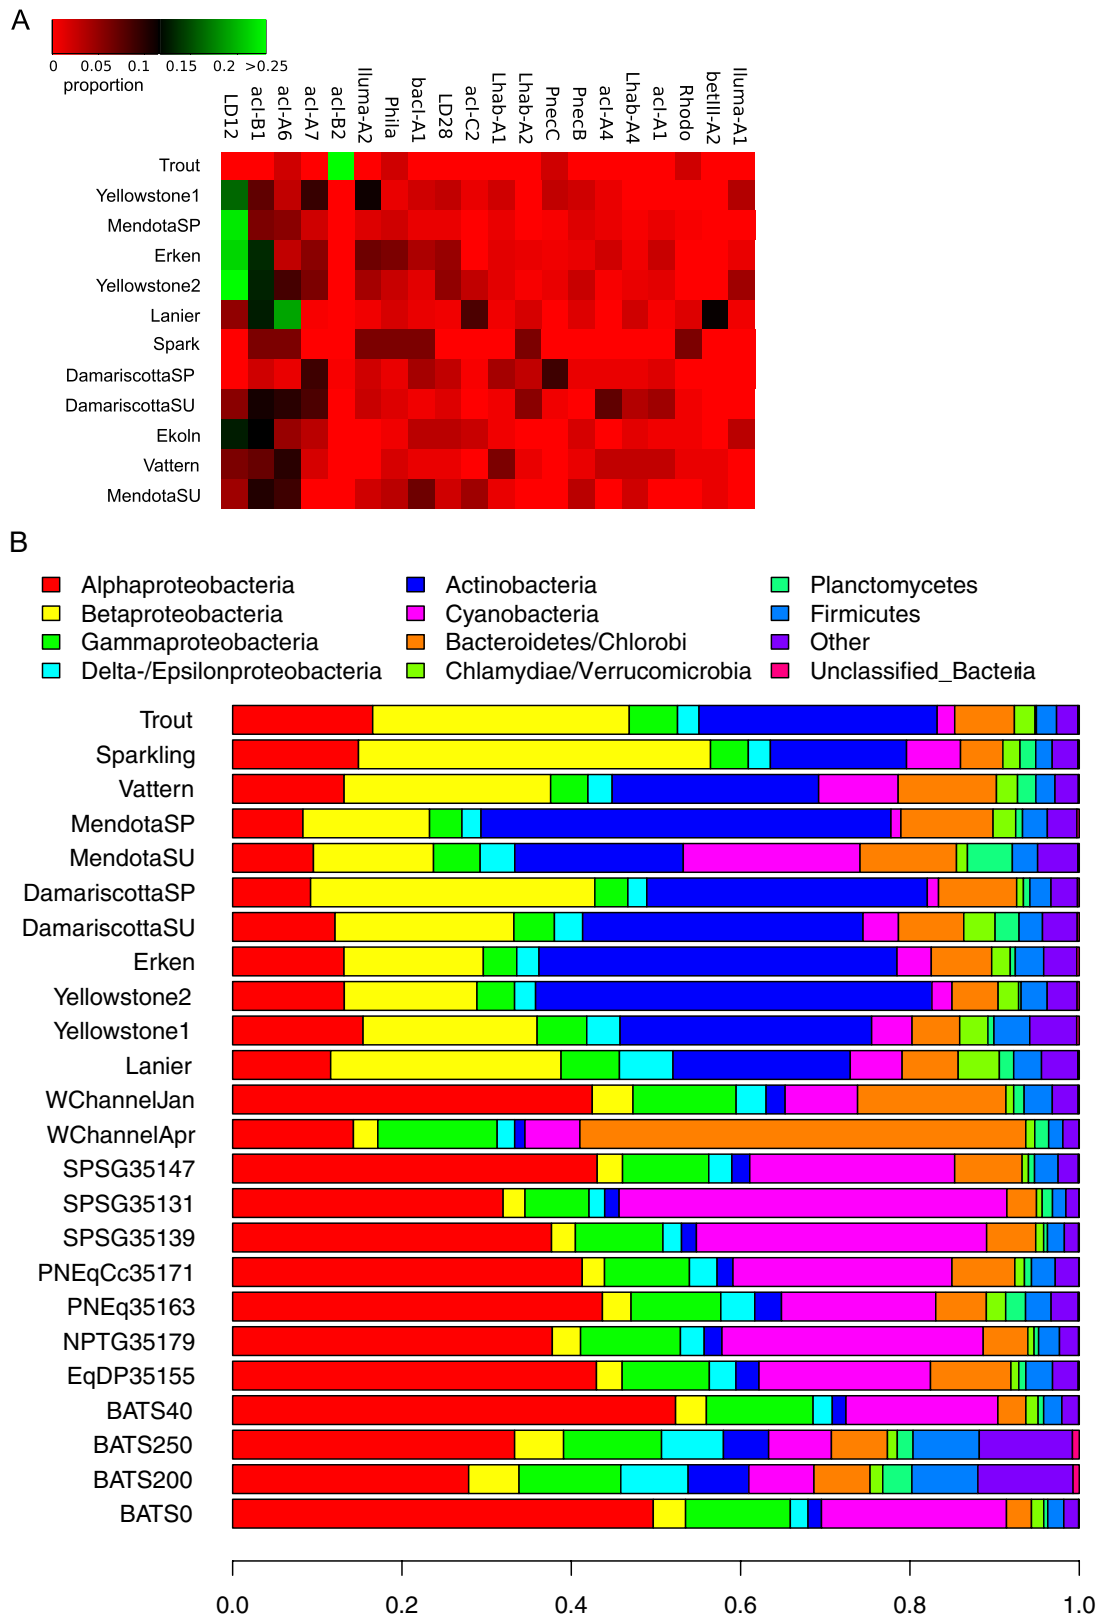 A
0 0.05 0.1 0.15 0.2 >0.25
proportion
LD12 acI-B1 acI-A6 acI-A7 acI-B2 Iluma-A2 Phila bacI-A1 LD28 acI-C2 Lhab-A1 Lhab-A2 PnecC PnecB acI-A4 Lhab-A4 acI-A1 Rhodo betIII-A2 Iluma-A1
Trout
Yellowstone1
MendotaSP
Erken
Yellowstone2
Lanier
Spark
DamariscottaSP
DamariscottaSU
Ekoln
Vattern
MendotaSU
B
Alphaproteobacteria Actinobacteria Planctomycetes
Betaproteobacteria Cyanobacteria Firmicutes
Gammaproteobacteria Bacteroidetes/Chlorobi Other
Delta-/Epsilonproteobacteria Chlamydiae/Verrucomicrobia Unclassified_Bacteria
Trout
Sparkling
Vattern
MendotaSP
MendotaSU
DamariscottaSP
DamariscottaSU
Erken
Yellowstone2
Yellowstone1
Lanier
WChannelJan
WChannelApr
SPSG35147
SPSG35131
SPSG35139
PNEqCc35171
PNEq35163
NPTG35179
EqDP35155
BATS40
BATS250
BATS200
BATS0
0.0 0.2 0.4 0.6 0.8 1.0